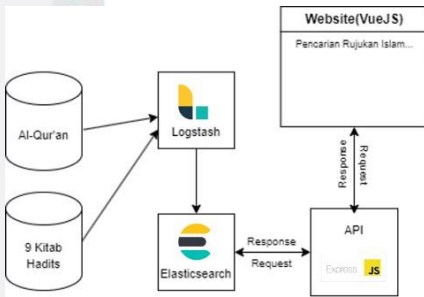 Website(VueJS)
Pencarian Rujukan Islam...
Al-Qur'an
Logstash
Response
Request
9 Kitab
Hadits
Elasticsearch
Response
Request
API
Express
JS